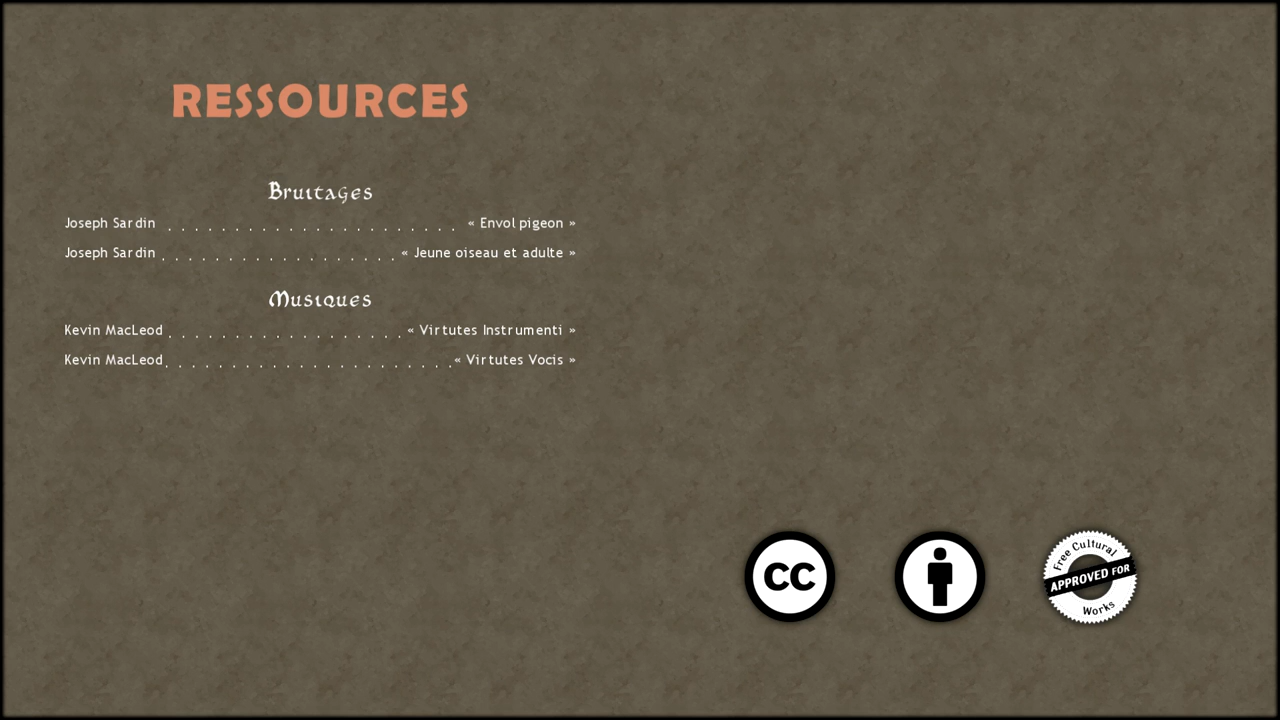 RESSOURCES
Bruitages
Joseph Sardin . . . . . . . . . . . . . . . . . . . . . . « Envol pigeon »
Joseph Sardin . . . . . . . . . . . . . . . . . . « Jeune oiseau et adulte »
Musiques
Kevin MacLeod . . . . . . . . . . . . . . . . . . « Virtutes Instrumenti »
Kevin MacLeod . . . . . . . . . . . . . . . . . . . . . . « Virtutes Vocis »
CC
Free Cultural
APPROVED FOR
Works